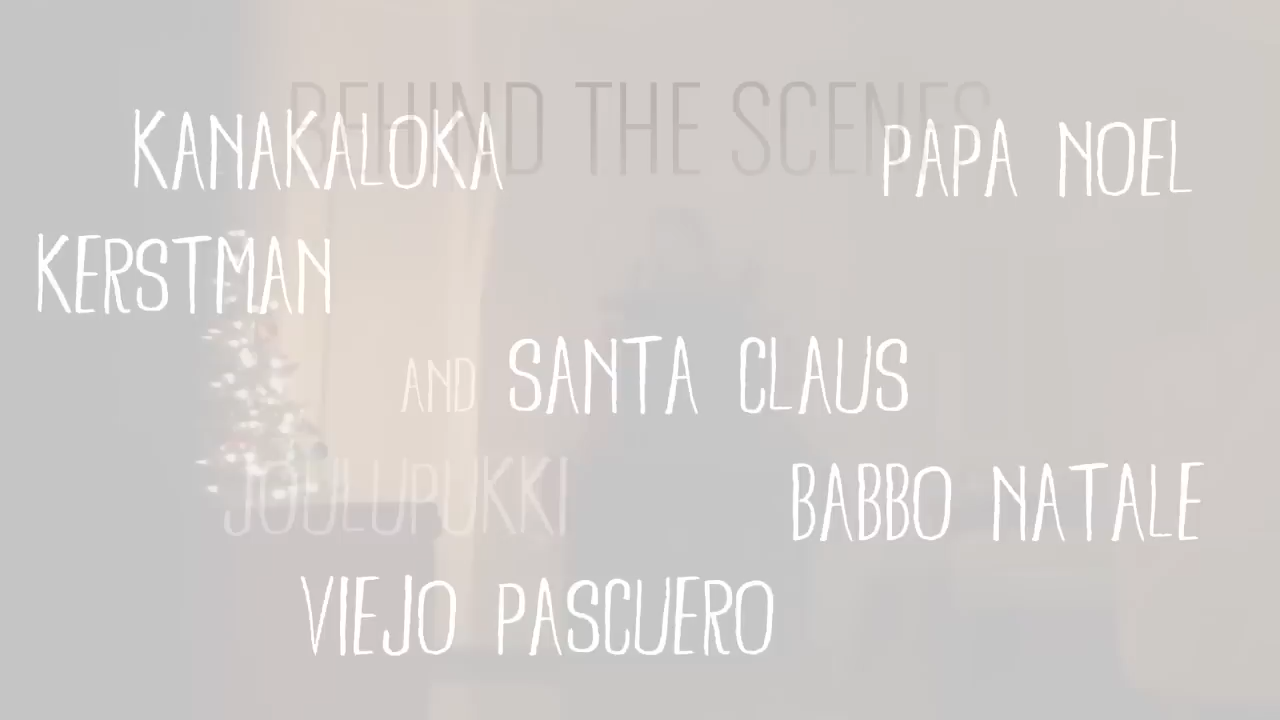 BEHIND THE SCENES
KANAKALOKA
PAPA NOEL
KERSTMAN
AND SANTA CLAUS
JOULUPUKKI
BABBO NATALE
VIEJO PASCUERO